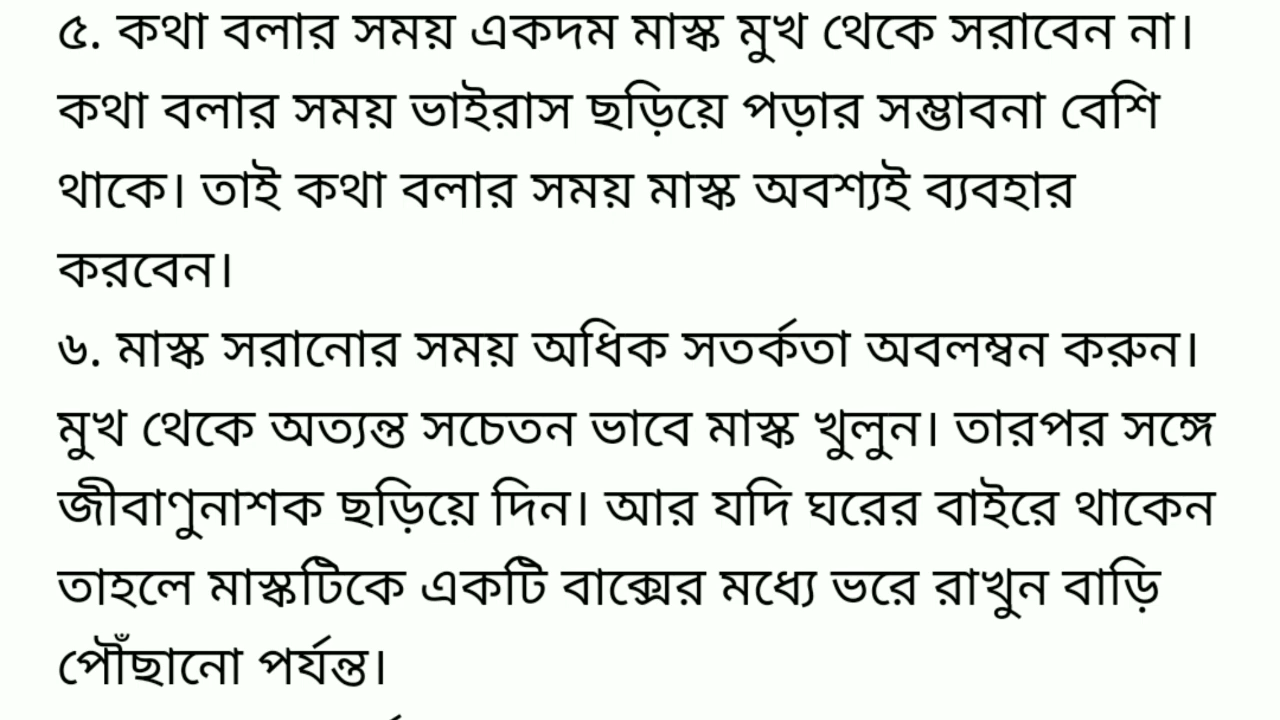 ৫. কথা বলার সময় একদম মাস্ক মুখ থেকে সরাবেন না।
কথা বলার সময় ভাইরাস ছড়িয়ে পড়ার সম্ভাবনা বেশি
থাকে। তাই কথা বলার সময় মাস্ক অবশ্যই ব্যবহার
করবেন।
৬. মাস্ক সরানোর সময় অধিক সতর্কতা অবলম্বন করুন।
মুখ থেকে অত্যন্ত সচেতন ভাবে মাস্ক খুলুন। তারপর সঙ্গে
জীবাণুনাশক ছড়িয়ে দিন। আর যদি ঘরের বাইরে থাকেন
তাহলে মাস্কটিকে একটি বাক্সের মধ্যে ভরে রাখুন বাড়ি
পৌঁছানো পর্যন্ত।